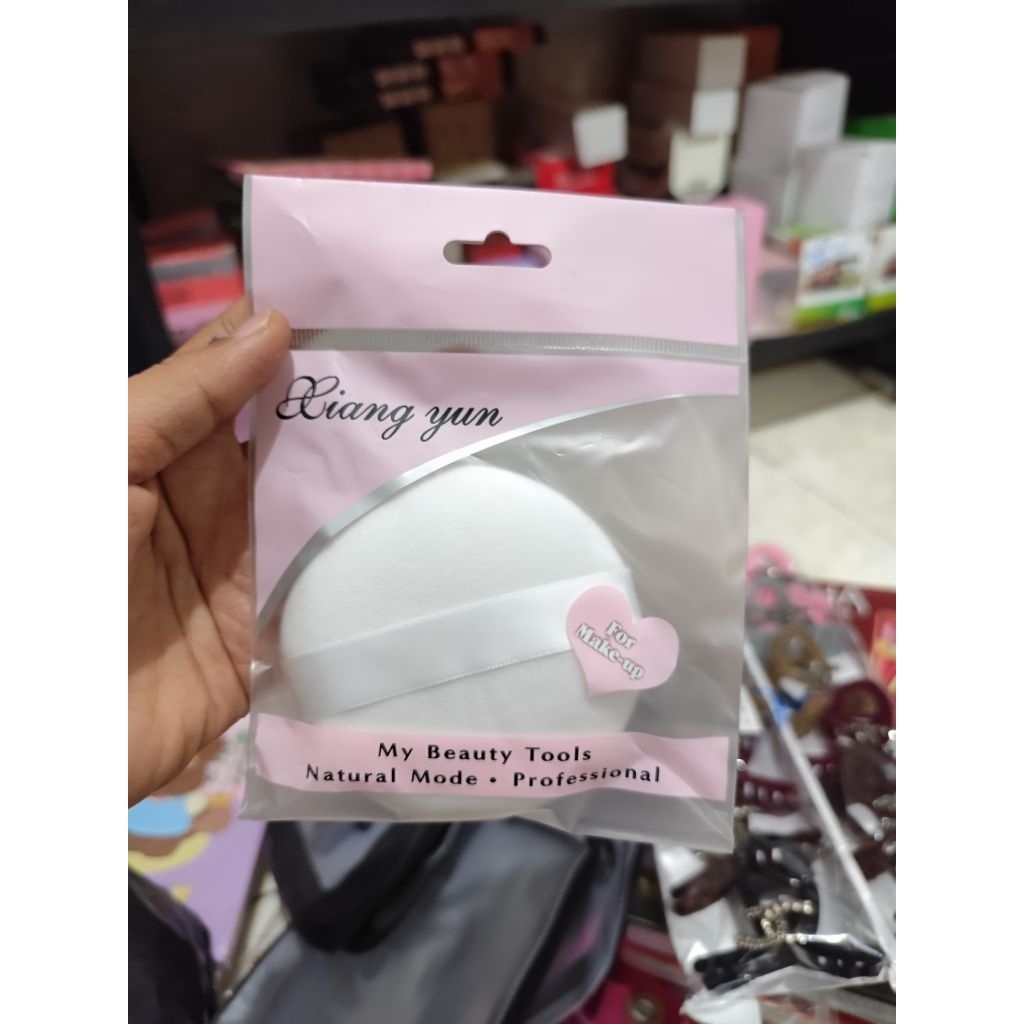 Xiang yun
For
Make-up
My Beauty Tools
Natural Mode • Professional